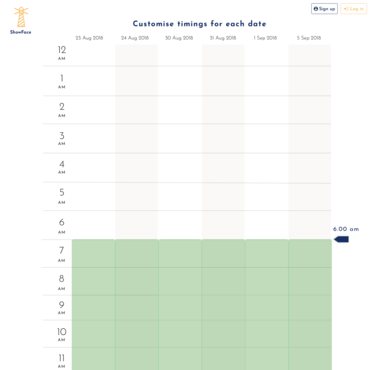 Sign up
Log in
ShowFace
Customise timings for each date
25 Aug 2018
24 Aug 2018
30 Aug 2018
31 Aug 2018
1 Sep 2018
5 Sep 2018
12
AM
1
AM
2
AM
3
AM
4
AM
5
AM
6
AM
6.00 am
7
AM
8
AM
9
AM
10
AM
11
AM